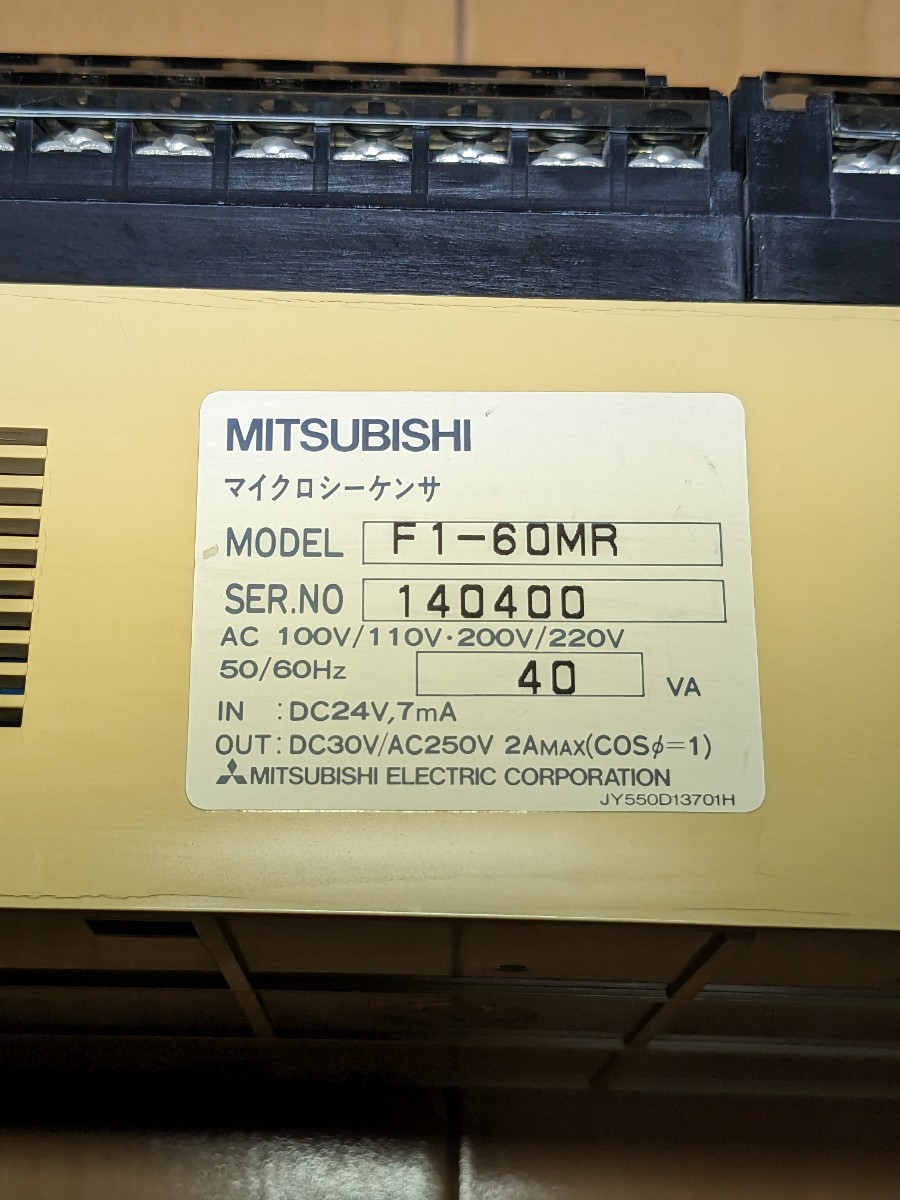 MITSUBISHI
マイクロシーケンサ
MODEL F1-60MR
SER.NO 140400
AC 100V/110V·200V/220V
50/60Hz 40 VA
IN :DC24V,7mA
OUT:DC30V/AC250V 2AMAX(COSφ=1)
MITSUBISHI ELECTRIC CORPORATION
JY550D13701H